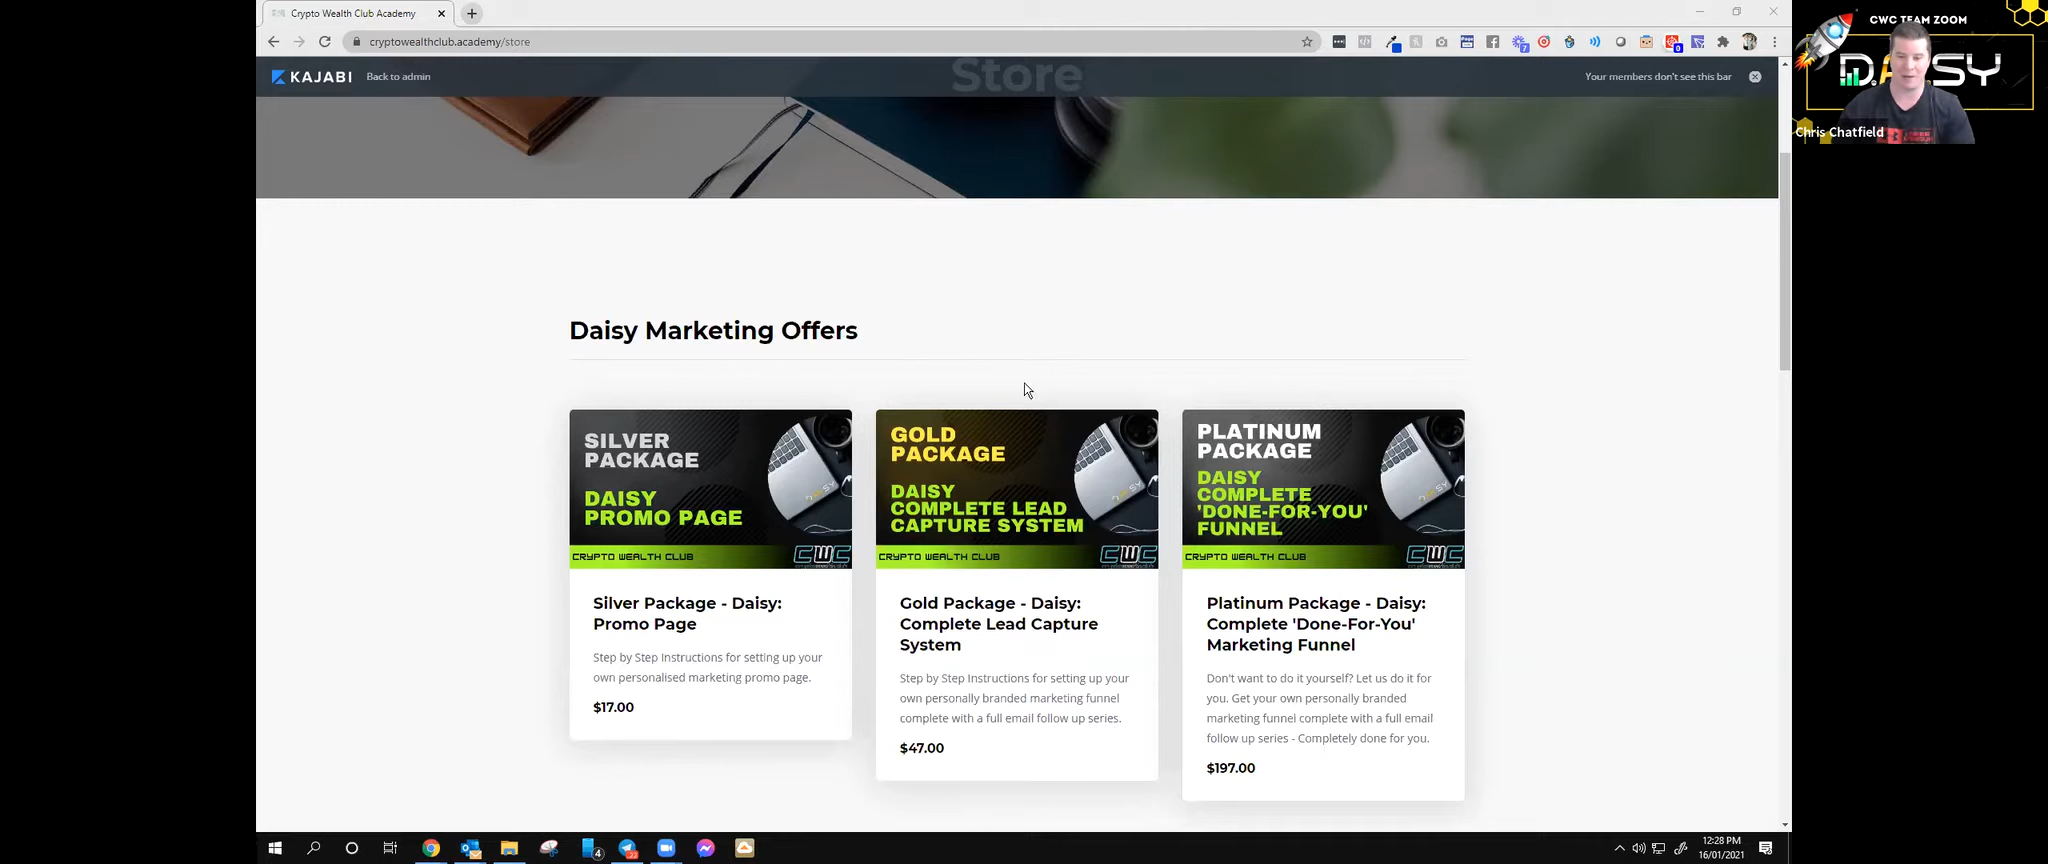 Crypto Wealth Club Academy
cryptowealthclub.academy/store
KAJABI Back to admin
Store
Your members don't see this bar
CWC TEAM ZOOM
DAISY
Chris Chatfield
Daisy Marketing Offers
SILVER
PACKAGE
DAISY
PROMO PAGE
CRYPTO WEALTH CLUB
CWC
Silver Package - Daisy:
Promo Page
Step by Step Instructions for setting up your
own personalised marketing promo page.
$17.00
GOLD
PACKAGE
DAISY
COMPLETE LEAD
CAPTURE SYSTEM
CRYPTO WEALTH CLUB
CWC
Gold Package - Daisy:
Complete Lead Capture
System
Step by Step Instructions for setting up your
own personally branded marketing funnel
complete with a full email follow up series.
$47.00
PLATINUM
PACKAGE
DAISY
COMPLETE
'DONE-FOR-YOU'
FUNNEL
CRYPTO WEALTH CLUB
CWC
Platinum Package - Daisy:
Complete 'Done-For-You'
Marketing Funnel
Don't want to do it yourself? Let us do it for
you. Get your own personally branded
marketing funnel complete with a full email
follow up series - Completely done for you.
$197.00
12:28 PM
16/01/2021